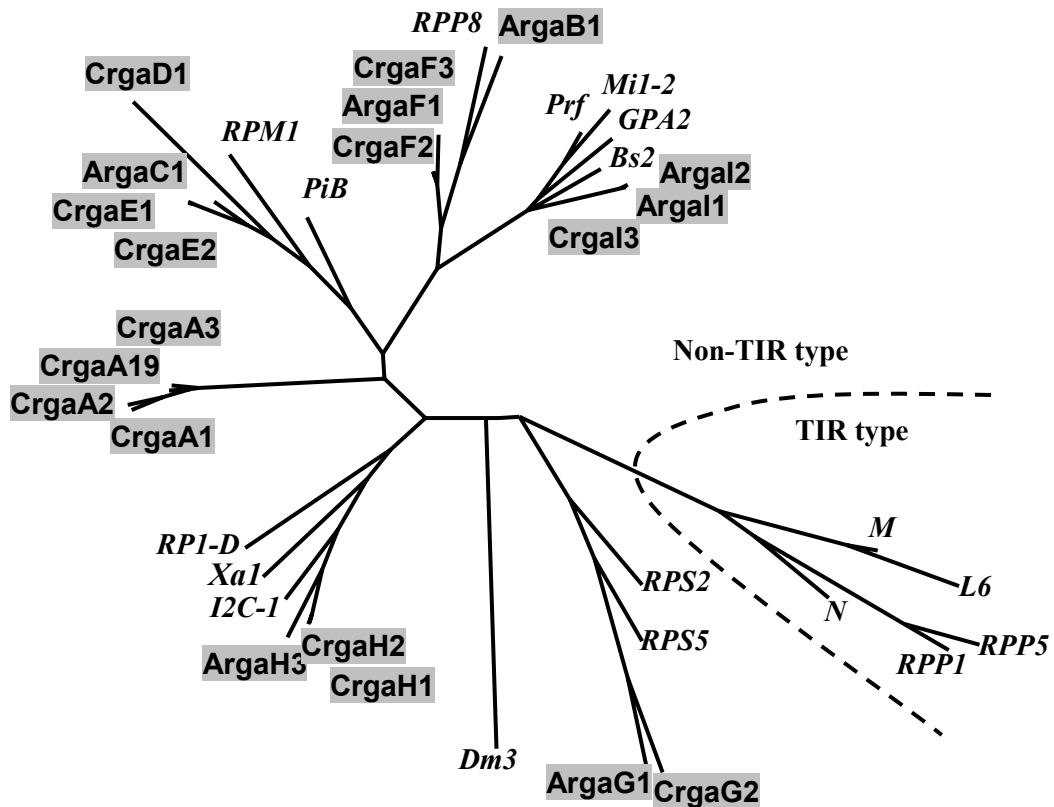 RPP8
ArgaB1
CrgaF3
CrgaD1
Mi1-2
Prf
ArgaF1
GPA2
RPM1
CrgaF2
Bs2
ArgaI2
ArgaC1
PiB
ArgaI1
CrgaE1
CrgaI3
CrgaE2
CrgaA3
Non-TIR type
CrgaA19
CrgaA2
TIR type
CrgaA1
M
RP1-D
Xa1
RPS2
L6
I2C-1
N
RPS5
CrgaH2
RPP5
ArgaH3
RPP1
CrgaH1
Dm3
ArgaG1
CrgaG2